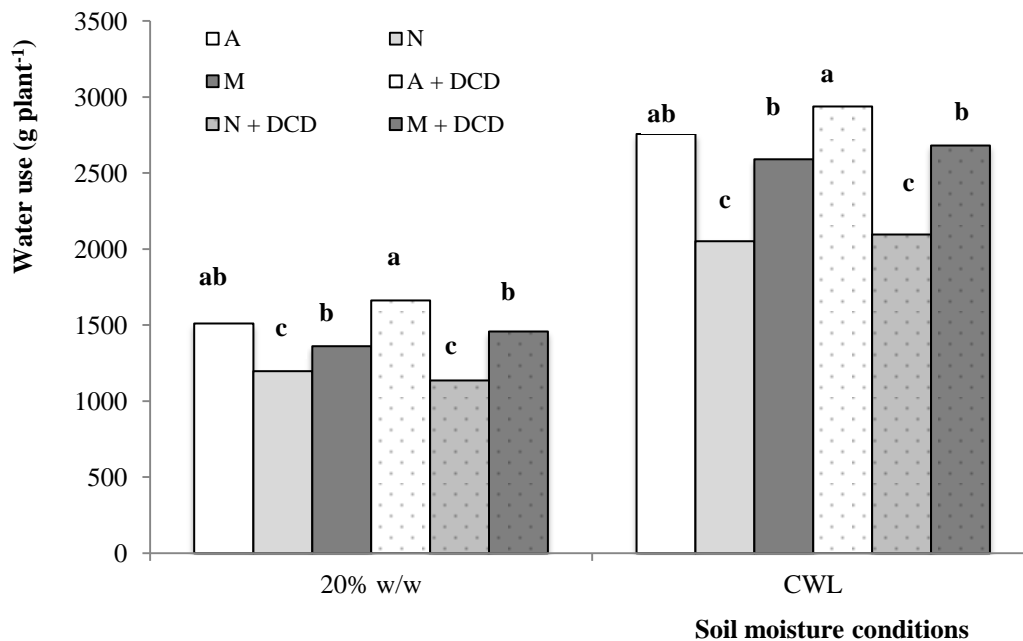 3500
3000
2500
2000
1500
1000
500
0
Water use (g plant-1)
A N
M A + DCD
N + DCD M + DCD
ab c b a c b
ab c b a c b
20% w/w CWL
Soil moisture conditions